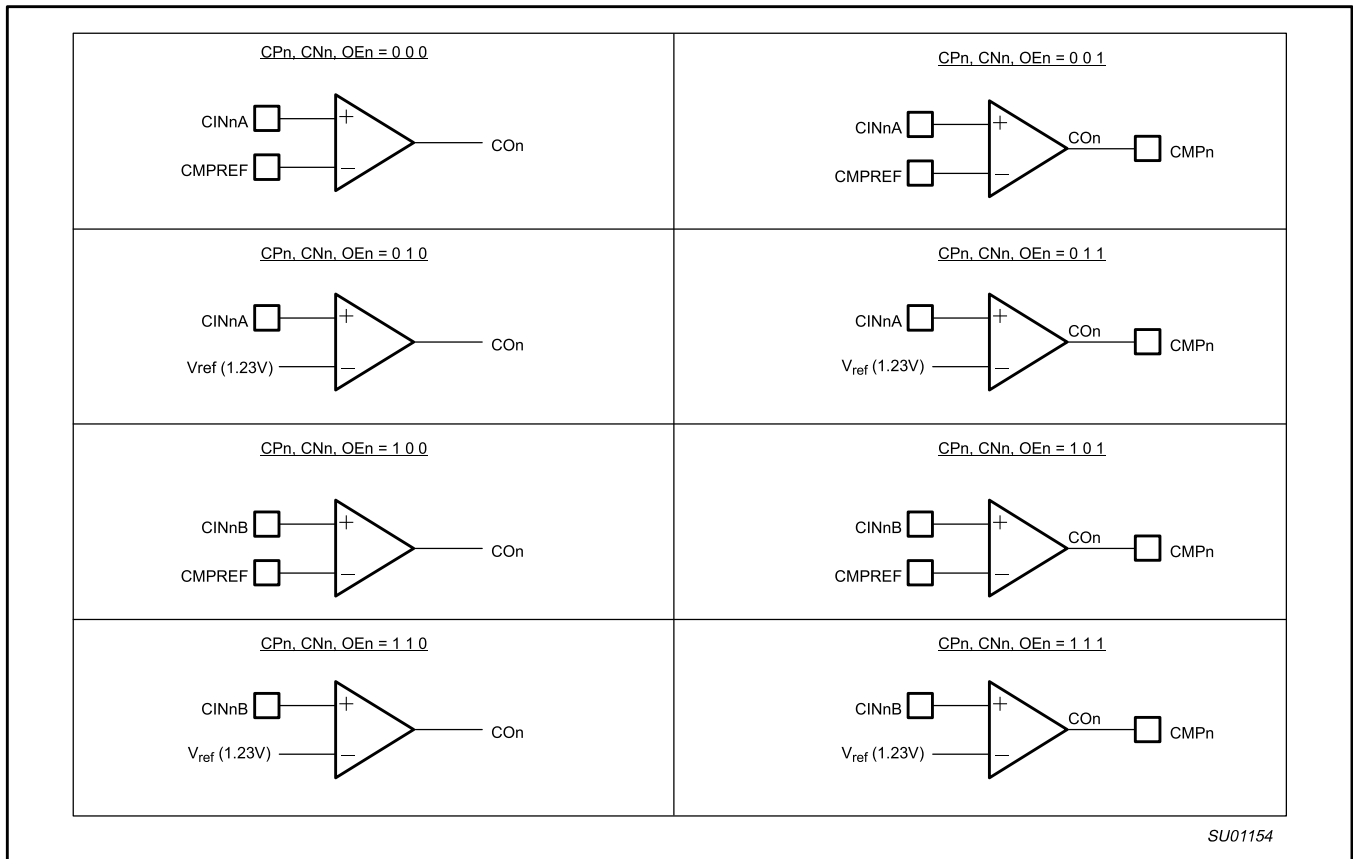 CPn, CNn, OEn = 0 0 0
CINnA
+
CMPREF
–
COn
CPn, CNn, OEn = 0 0 1
CINnA
+
CMPREF
–
COn
CMPn
CPn, CNn, OEn = 0 1 0
CINnA
+
Vref (1.23V)
–
COn
CPn, CNn, OEn = 0 1 1
CINnA
+
Vref (1.23V)
–
COn
CMPn
CPn, CNn, OEn = 1 0 0
CINnB
+
CMPREF
–
COn
CPn, CNn, OEn = 1 0 1
CINnB
+
CMPREF
–
COn
CMPn
CPn, CNn, OEn = 1 1 0
CINnB
+
Vref (1.23V)
–
COn
CPn, CNn, OEn = 1 1 1
CINnB
+
Vref (1.23V)
–
COn
CMPn
SU01154